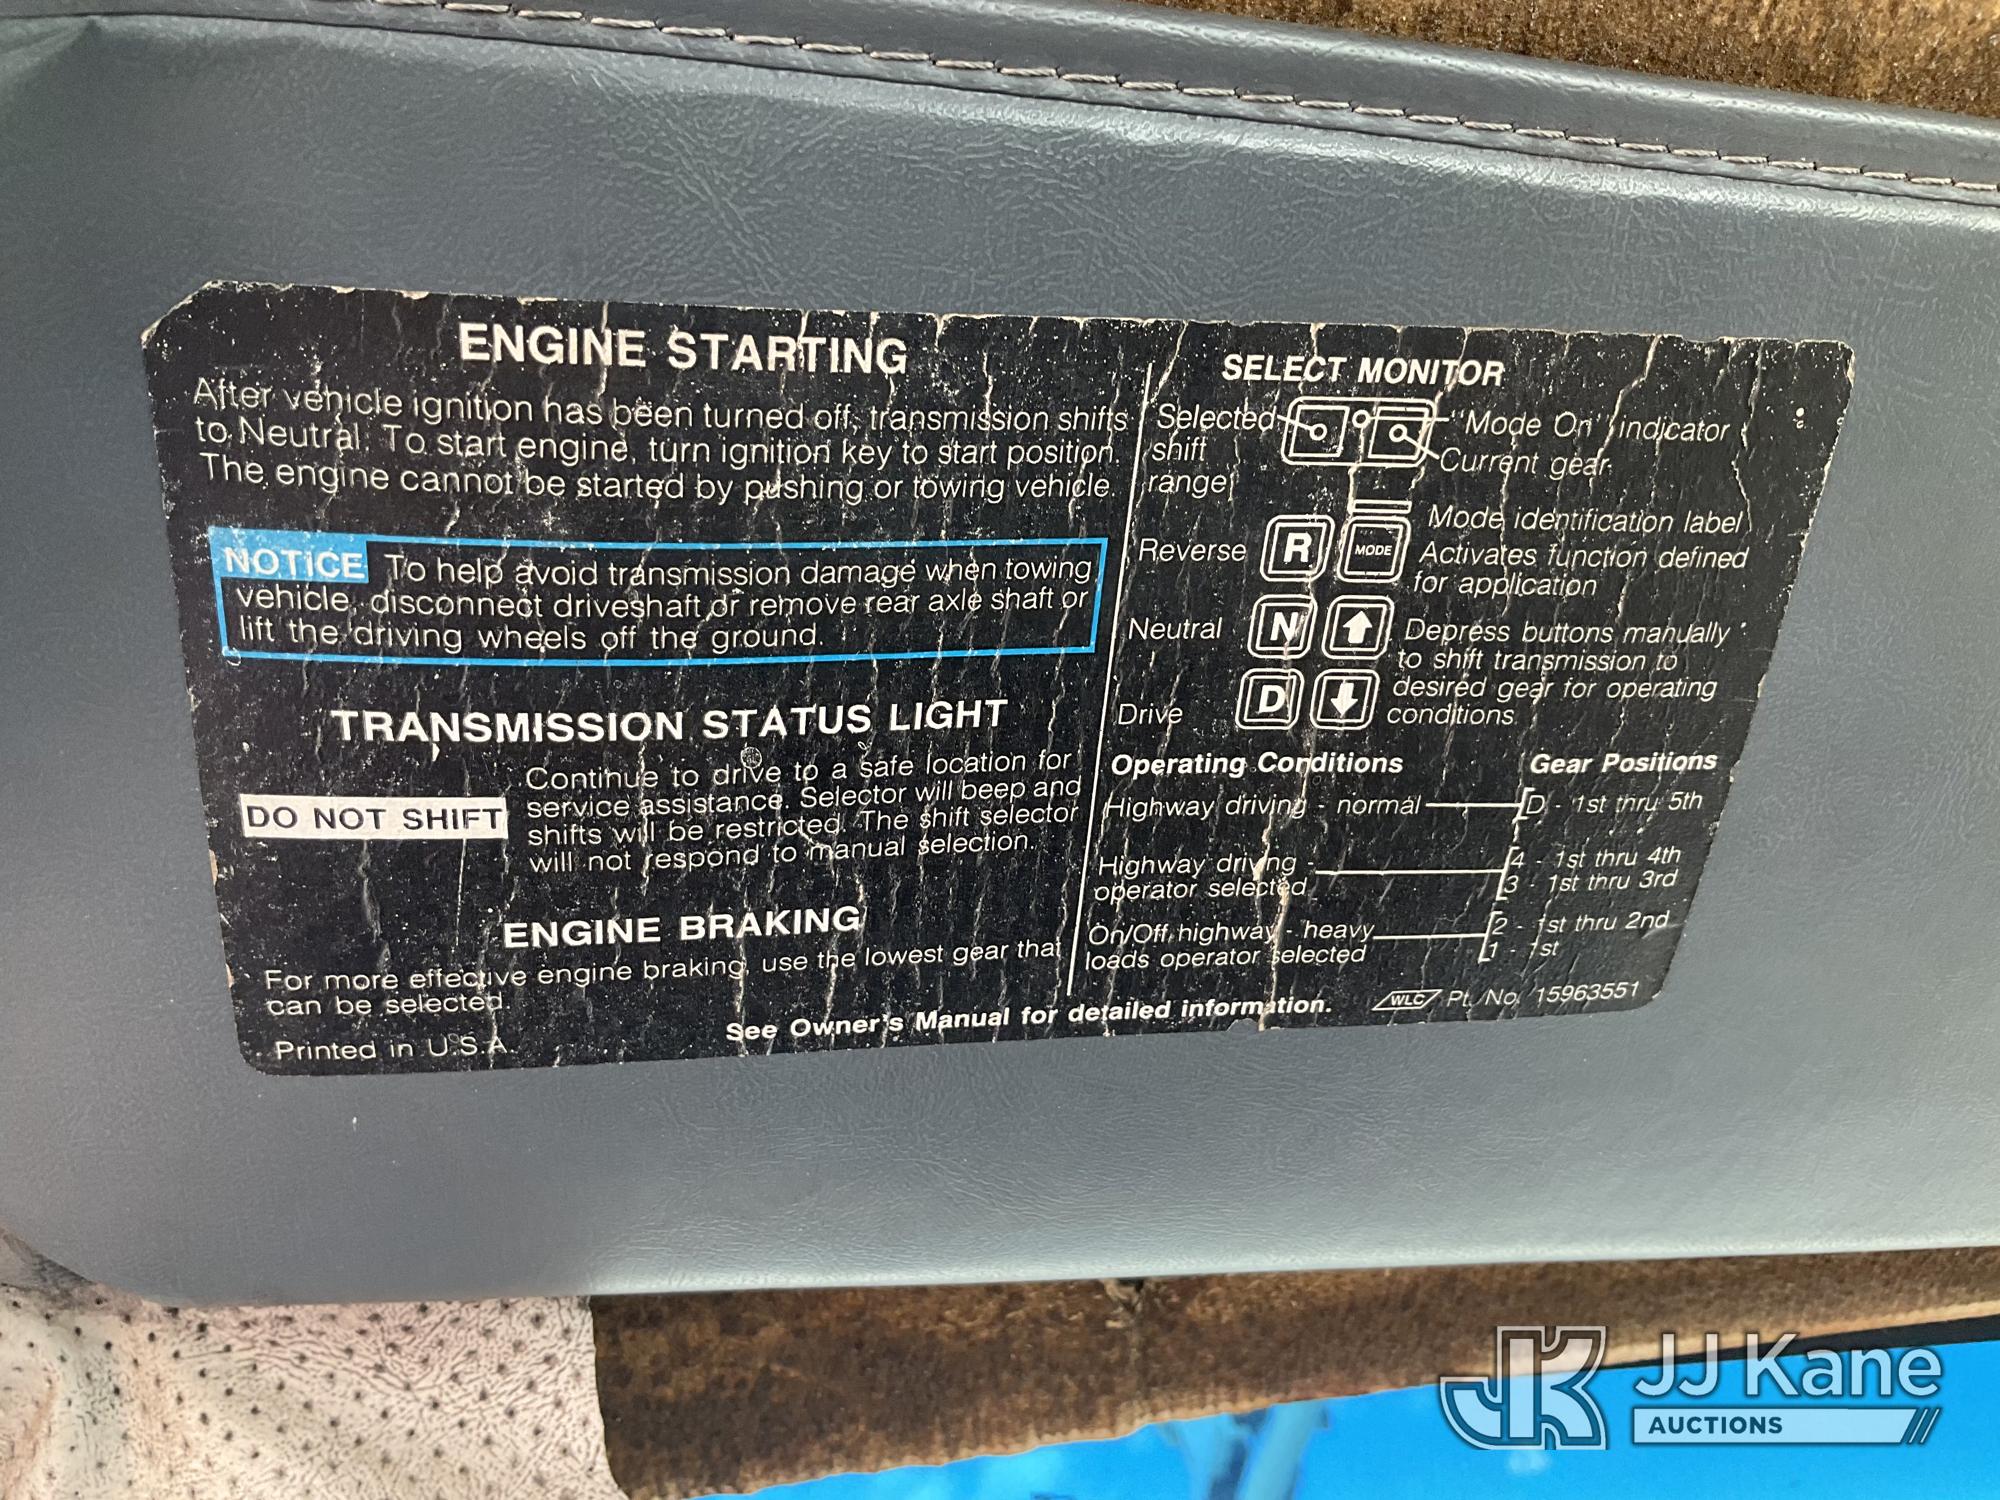 ENGINE STARTING
After vehicle ignition has been turned off, transmission shifts
to Neutral. To start engine, turn ignition key to start position.
The engine cannot be started by pushing or towing vehicle.
NOTICE To help avoid transmission damage when towing
vehicle, disconnect driveshaft or remove rear axle shaft or
lift the driving wheels off the ground.
TRANSMISSION STATUS LIGHT
DO NOT SHIFT
Continue to drive to a safe location for
service assistance. Selector will beep and
shifts will be restricted. The shift selector
will not respond to manual selection.
ENGINE BRAKING
For more effective engine braking, use the lowest gear that
can be selected.
Printed in U.S.A.
SELECT MONITOR
Selected
shift
range
"Mode On" indicator
Current gear
Mode identification label
Reverse R MODE Activates function defined
for application
Neutral N Depress buttons manually
to shift transmission to
desired gear for operating
Drive D conditions
Operating Conditions Gear Positions
Highway driving - normal D - 1st thru 5th
Highway driving -
operator selected
4 - 1st thru 4th
3 - 1st thru 3rd
On/Off highway - heavy
loads operator selected
2 - 1st thru 2nd
1 - 1st
See Owner's Manual for detailed information.
WLC Pt. No. 15963551
JK JJ Kane
AUCTIONS